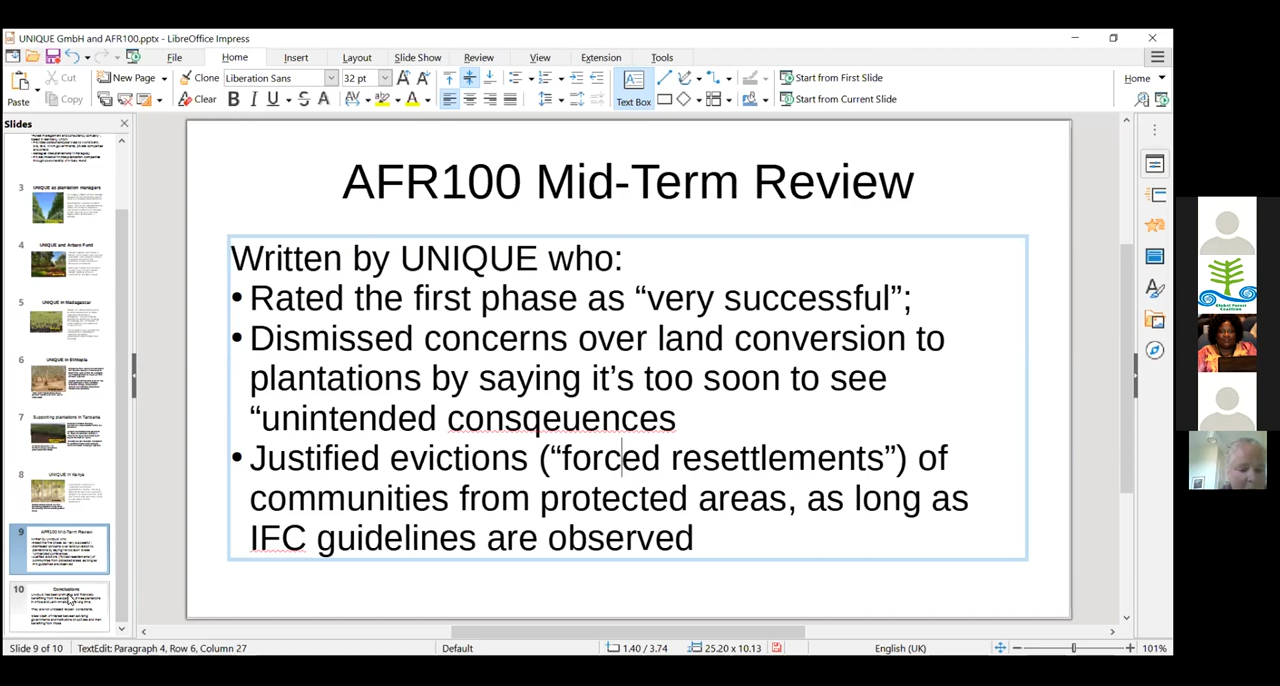 UNIQUE GmbH and AFR100.pptx - LibreOffice Impress
File Home Insert Layout Slide Show Review View Extension Tools
Cut New Page Clone Liberation Sans 32 pt Start from First Slide Home
Paste Copy Clear Text Box Start from Current Slide
Slides
3 UNIQUE as plantation managers
4 UNIQUE and Arbaro Fund
5 UNIQUE in Madagascar
6 UNIQUE in Ethiopia
7 Supporting plantations in Tanzania
8 UNIQUE in Kenya
9 AFR100 Mid-Term Review
10 Conclusions
AFR100 Mid-Term Review
Written by UNIQUE who:
• Rated the first phase as “very successful”;
• Dismissed concerns over land conversion to
plantations by saying it’s too soon to see
“unintended consqeuences
• Justified evictions (“forced resettlements”) of
communities from protected areas, as long as
IFC guidelines are observed
Global Forest
Coalition
Slide 9 of 10 TextEdit: Paragraph 4, Row 6, Column 27 Default 1.40 / 3.74 25.20 x 10.13 English (UK) 101%